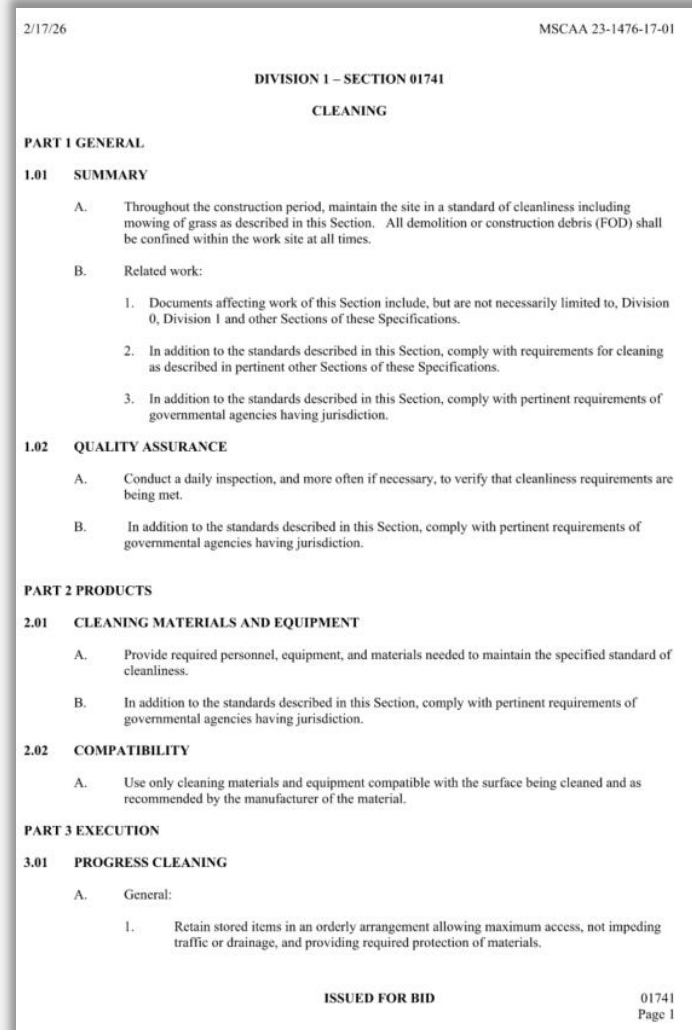 2/17/26 MSCAA 23-1476-17-01
DIVISION 1 – SECTION 01741
CLEANING
PART 1 GENERAL
1.01 SUMMARY
A. Throughout the construction period, maintain the site in a standard of cleanliness including
mowing of grass as described in this Section. All demolition or construction debris (FOD) shall
be confined within the work site at all times.
B. Related work:
1. Documents affecting work of this Section include, but are not necessarily limited to, Division
0, Division 1 and other Sections of these Specifications.
2. In addition to the standards described in this Section, comply with requirements for cleaning
as described in pertinent other Sections of these Specifications.
3. In addition to the standards described in this Section, comply with pertinent requirements of
governmental agencies having jurisdiction.
1.02 QUALITY ASSURANCE
A. Conduct a daily inspection, and more often if necessary, to verify that cleanliness requirements are
being met.
B. In addition to the standards described in this Section, comply with pertinent requirements of
governmental agencies having jurisdiction.
PART 2 PRODUCTS
2.01 CLEANING MATERIALS AND EQUIPMENT
A. Provide required personnel, equipment, and materials needed to maintain the specified standard of
cleanliness.
B. In addition to the standards described in this Section, comply with pertinent requirements of
governmental agencies having jurisdiction.
2.02 COMPATIBILITY
A. Use only cleaning materials and equipment compatible with the surface being cleaned and as
recommended by the manufacturer of the material.
PART 3 EXECUTION
3.01 PROGRESS CLEANING
A. General:
1. Retain stored items in an orderly arrangement allowing maximum access, not impeding
traffic or drainage, and providing required protection of materials.
ISSUED FOR BID 01741
Page 1